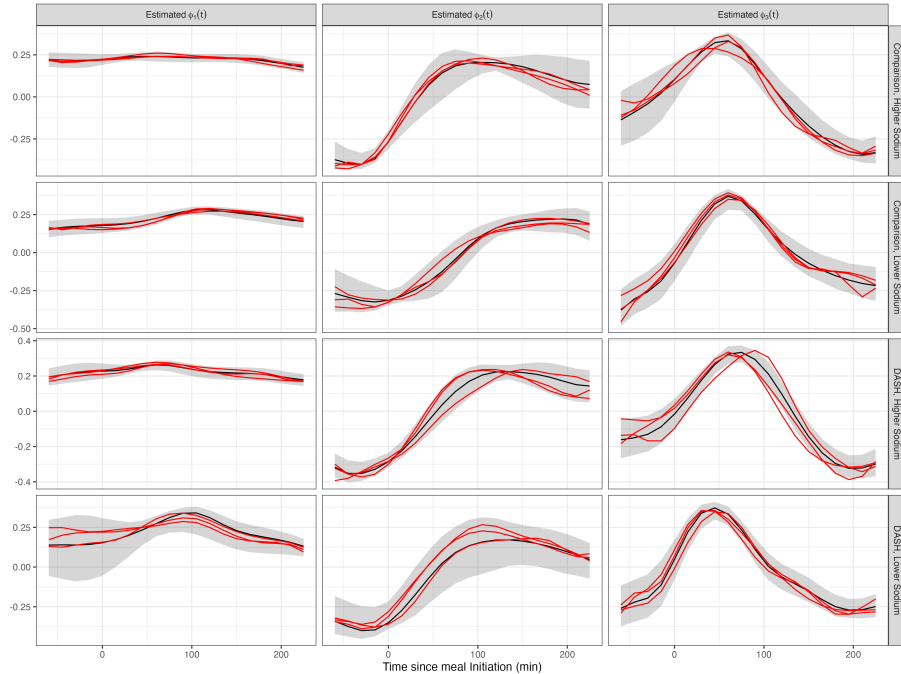 Estimated ϕ₁(t) Estimated ϕ₂(t) Estimated ϕ₃(t)
0.25
0.00
-0.25
Comparison, Higher Sodium
0.25
0.00
-0.25
-0.50
Comparison, Lower Sodium
0.4
0.2
0.0
-0.2
-0.4
DASH, Higher Sodium
0.25
0.00
-0.25
DASH, Lower Sodium
0 100 200 0 100 200 0 100 200
Time since meal Initiation (min)